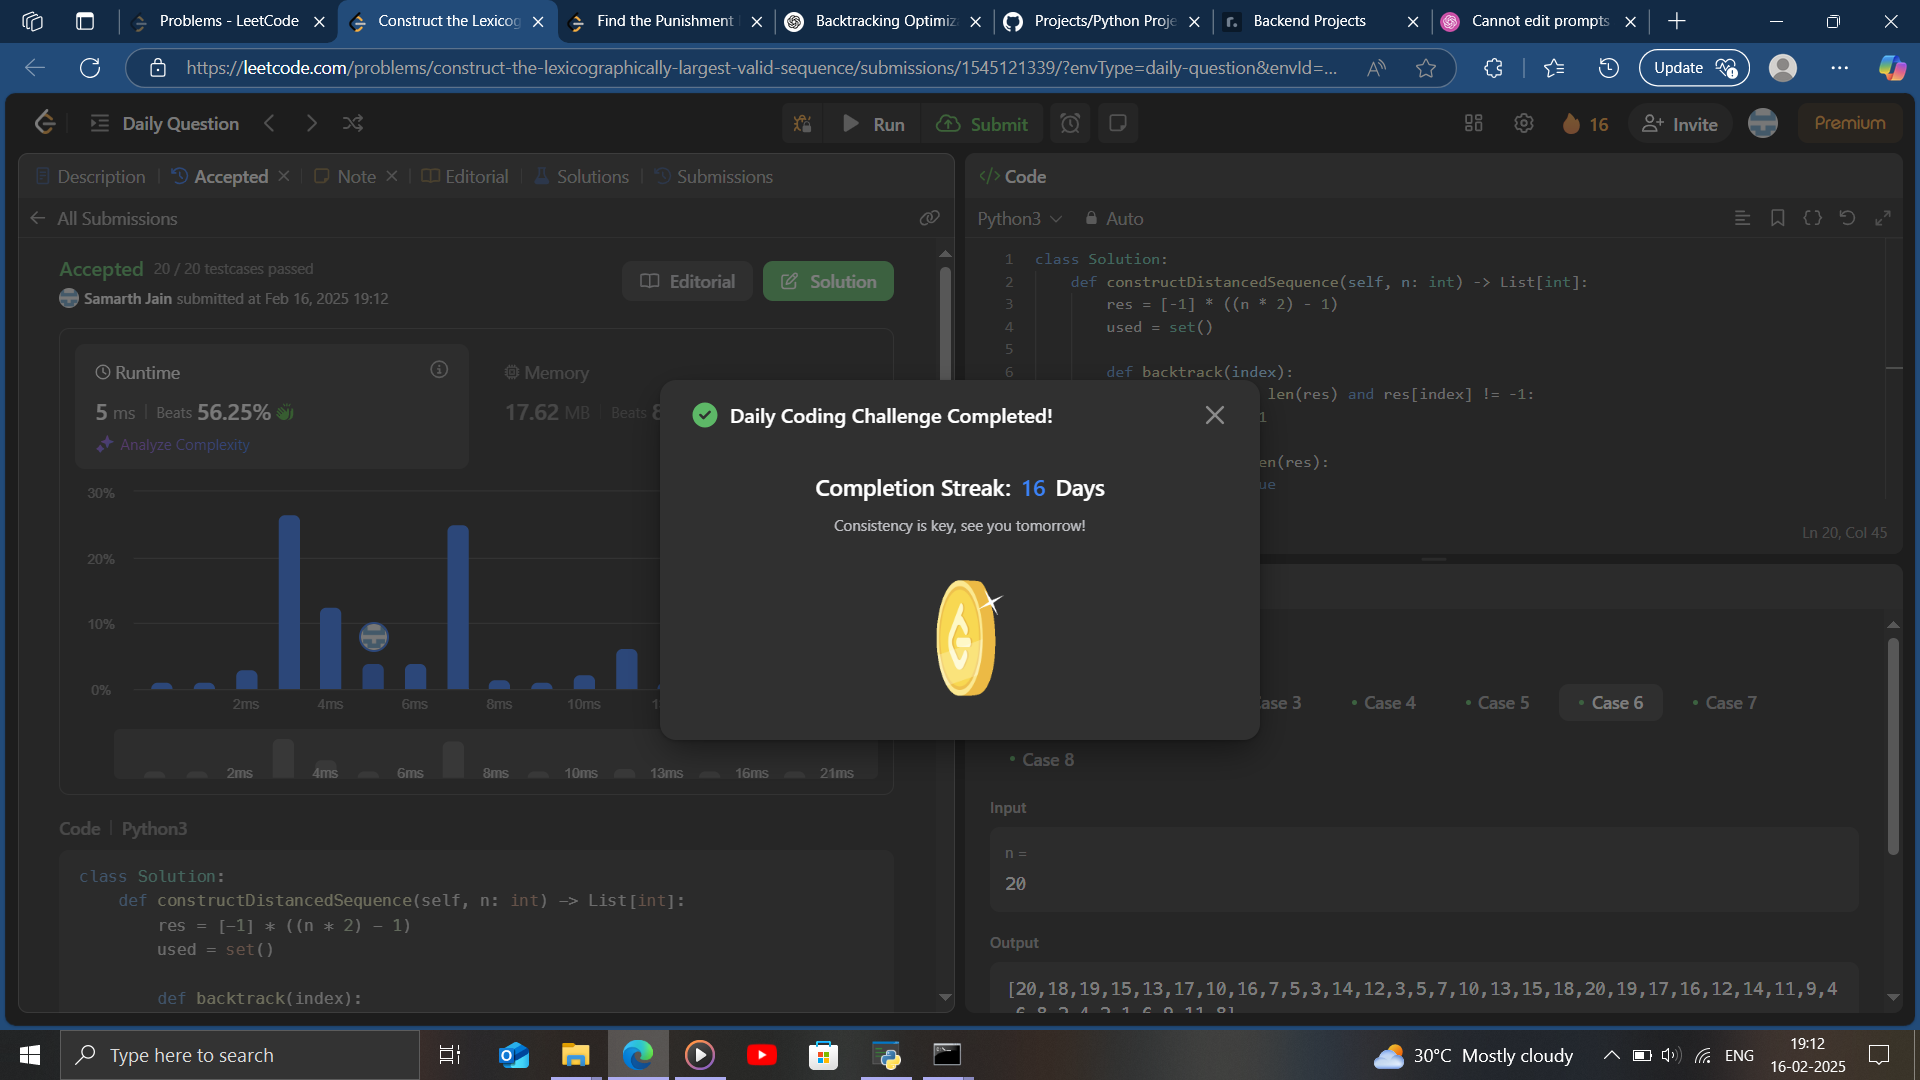 Problems - LeetCode
Construct the Lexicog
Find the Punishment
Backtracking Optimiz
Projects/Python Proje
Backend Projects
Cannot edit prompts
https://leetcode.com/problems/construct-the-lexicographically-largest-valid-sequence/submissions/1545121339/?envType=daily-question&envId=...
Update
Daily Question
Run
Submit
16
Invite
Premium
Description
Accepted
Note
Editorial
Solutions
Submissions
All Submissions
Accepted 20 / 20 testcases passed
Samarth Jain submitted at Feb 16, 2025 19:12
Editorial
Solution
Runtime
5 ms Beats 56.25%
Analyze Complexity
Memory
17.62 MB Beats
30%
20%
10%
0%
2ms 4ms 6ms 8ms 10ms
2ms 4ms 6ms 8ms 10ms 13ms 16ms 21ms
Code | Python3
class Solution:
def constructDistancedSequence(self, n: int) -> List[int]:
res = [-1] * ((n * 2) - 1)
used = set()
def backtrack(index):
Daily Coding Challenge Completed!
Completion Streak: 16 Days
Consistency is key, see you tomorrow!
</> Code
Python3
Auto
1 class Solution:
2 def constructDistancedSequence(self, n: int) -> List[int]:
3 res = [-1] * ((n * 2) - 1)
4 used = set()
5
6 def backtrack(index):
len(res) and res[index] != -1:
1
en(res):
ue
Ln 20, Col 45
ase 3
Case 4
Case 5
Case 6
Case 7
Case 8
Input
n =
20
Output
[20,18,19,15,13,17,10,16,7,5,3,14,12,3,5,7,10,13,15,18,20,19,17,16,12,14,11,9,4
Type here to search
30°C Mostly cloudy
ENG
19:12
16-02-2025